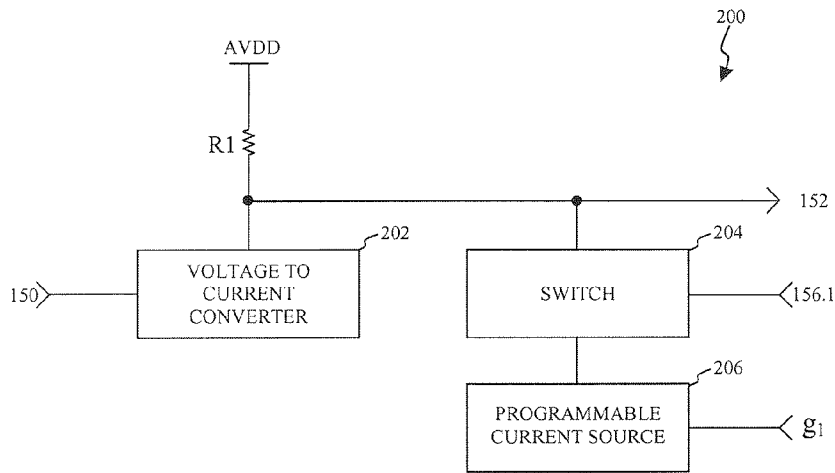 200
AVDD
R1
152
202
204
VOLTAGE TO
CURRENT
CONVERTER
150
SWITCH
156.1
206
PROGRAMMABLE
CURRENT SOURCE
g1